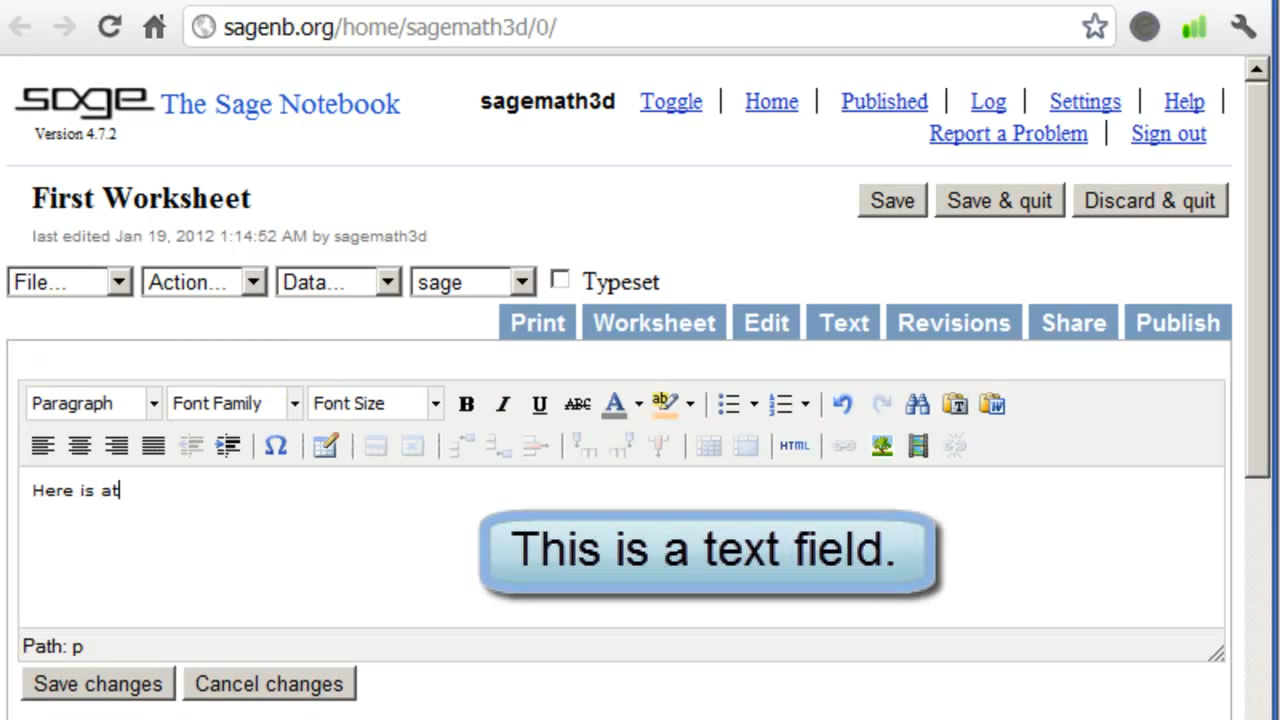 sagenb.org/home/sagemath3d/0/
sage The Sage Notebook
Version 4.7.2
sagemath3d Toggle | Home | Published | Log | Settings | Help |
Report a Problem | Sign out
First Worksheet
last edited Jan 19, 2012 1:14:52 AM by sagemath3d
Save Save & quit Discard & quit
File... Action... Data... sage Typeset
Print Worksheet Edit Text Revisions Share Publish
Paragraph Font Family Font Size B I U ABC A ab
Ω HTML
Here is at
This is a text field.
Path: p
Save changes Cancel changes